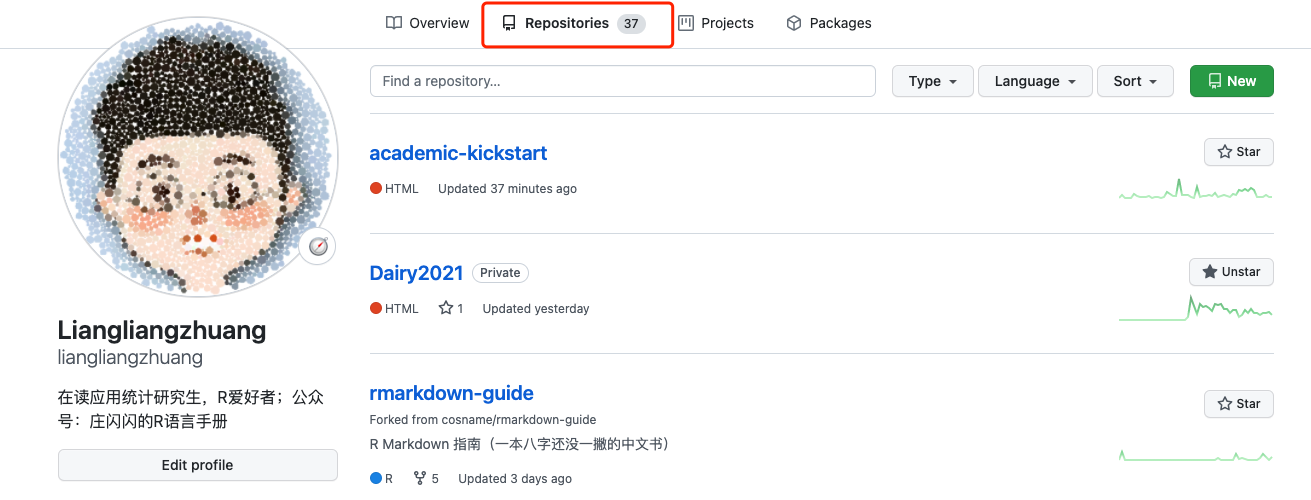 Overview
Repositories 37
Projects
Packages
Find a repository...
Type
Language
Sort
New
academic-kickstart
Star
HTML Updated 37 minutes ago
Dairy2021 Private
Unstar
HTML 1 Updated yesterday
rmarkdown-guide
Star
Forked from cosname/rmarkdown-guide
R Markdown 指南（一本八字还没一撇的中文书）
R 5 Updated 3 days ago
Liangliangzhuang
liangliangzhuang
在读应用统计研究生，R爱好者；公众
号：庄闪闪的R语言手册
Edit profile